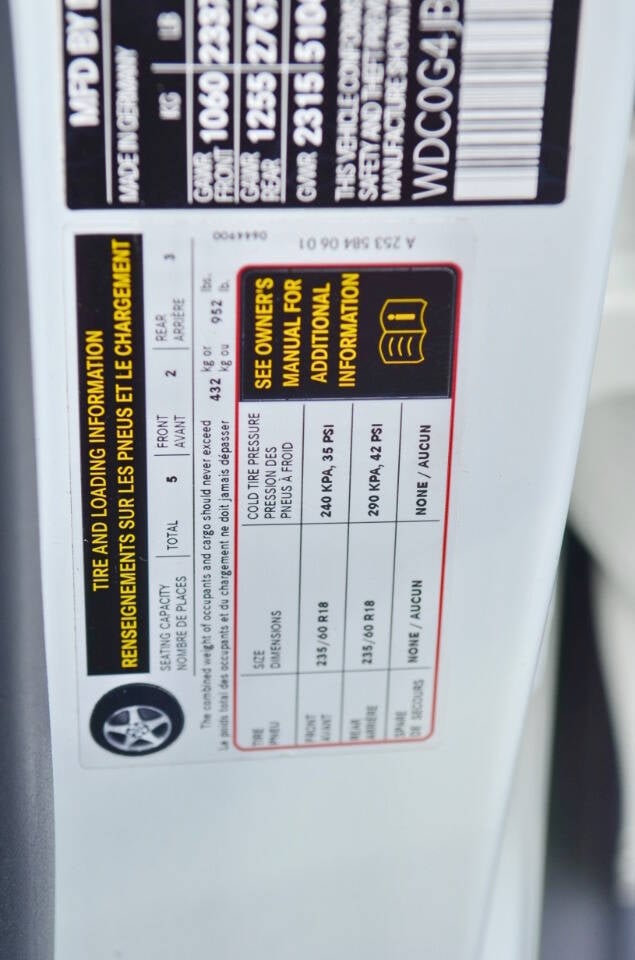 MFD BY
MADE IN GERMANY
KG LB
GAWR FRONT 1060 233
GAWR REAR 1255 276
GVWR 2315 510
THIS VEHICLE
SAFETY AND THEFT
MANUFACTURE SHOWN
WDC0G4JB
0644400 A 253 584 06 01
TIRE AND LOADING INFORMATION
RENSEIGNEMENTS SUR LES PNEUS ET LE CHARGEMENT
SEATING CAPACITY
NOMBRE DE PLACES
TOTAL 5
FRONT
AVANT
2
REAR
ARRIÈRE
3
The combined weight of occupants and cargo should never exceed
Le poids total des occupants et du chargement ne doit jamais dépasser
432 kg or 952 lbs.
kg ou lb.
TIRE
PNEU
SIZE
DIMENSIONS
COLD TIRE PRESSURE
PRESSION DES
PNEUS À FROID
FRONT
AVANT
235/60 R18
240 KPA, 35 PSI
REAR
ARRIÈRE
235/60 R18
290 KPA, 42 PSI
SPARE
DE SECOURS
NONE / AUCUN
NONE / AUCUN
SEE OWNER'S
MANUAL FOR
ADDITIONAL
INFORMATION